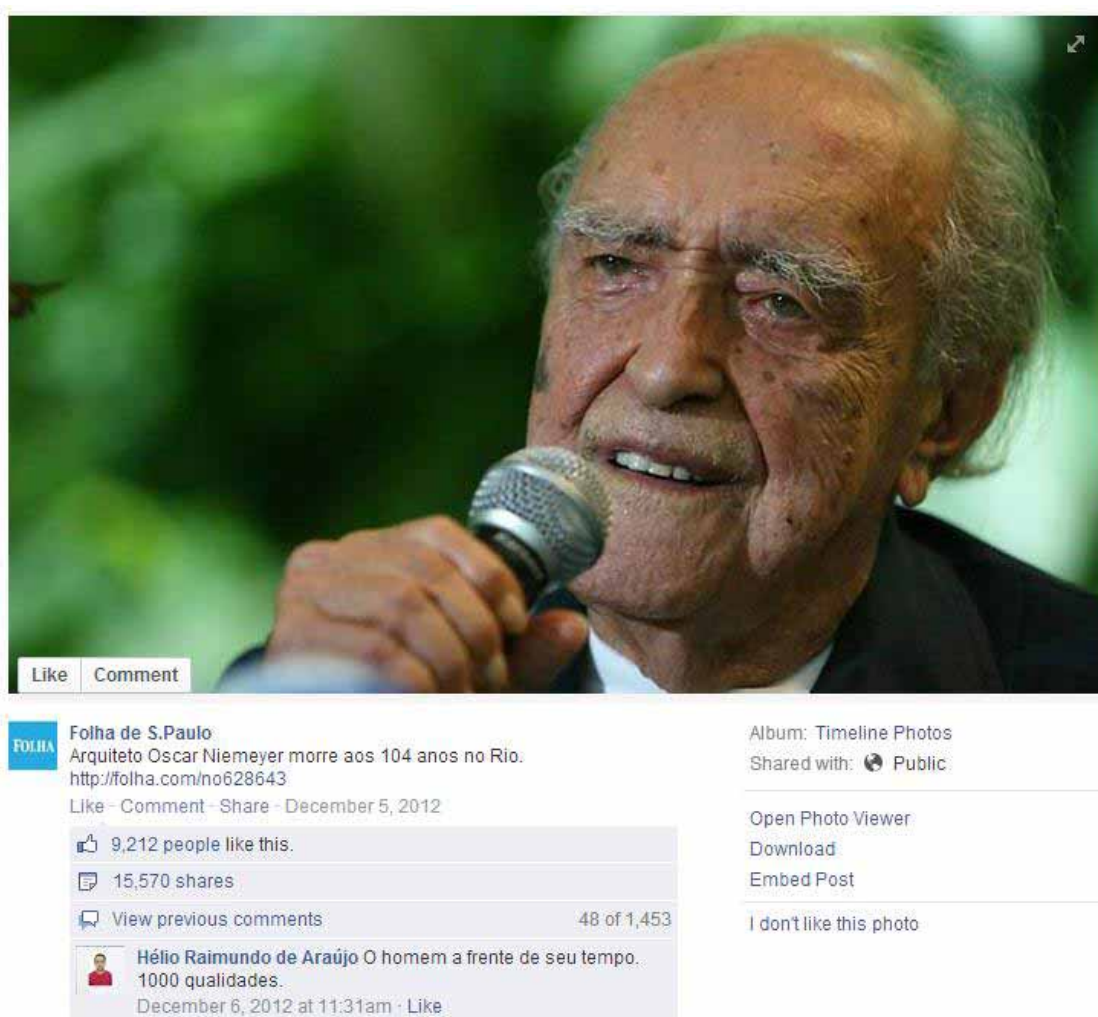 Like Comment
FOLHA
Folha de S.Paulo
Arquiteto Oscar Niemeyer morre aos 104 anos no Rio.
http://folha.com/no628643
Like · Comment · Share · December 5, 2012
9,212 people like this.
15,570 shares
View previous comments 48 of 1,453
Hélio Raimundo de Araújo O homem a frente de seu tempo.
1000 qualidades.
December 6, 2012 at 11:31am · Like
Album: Timeline Photos
Shared with: Public
Open Photo Viewer
Download
Embed Post
I don't like this photo